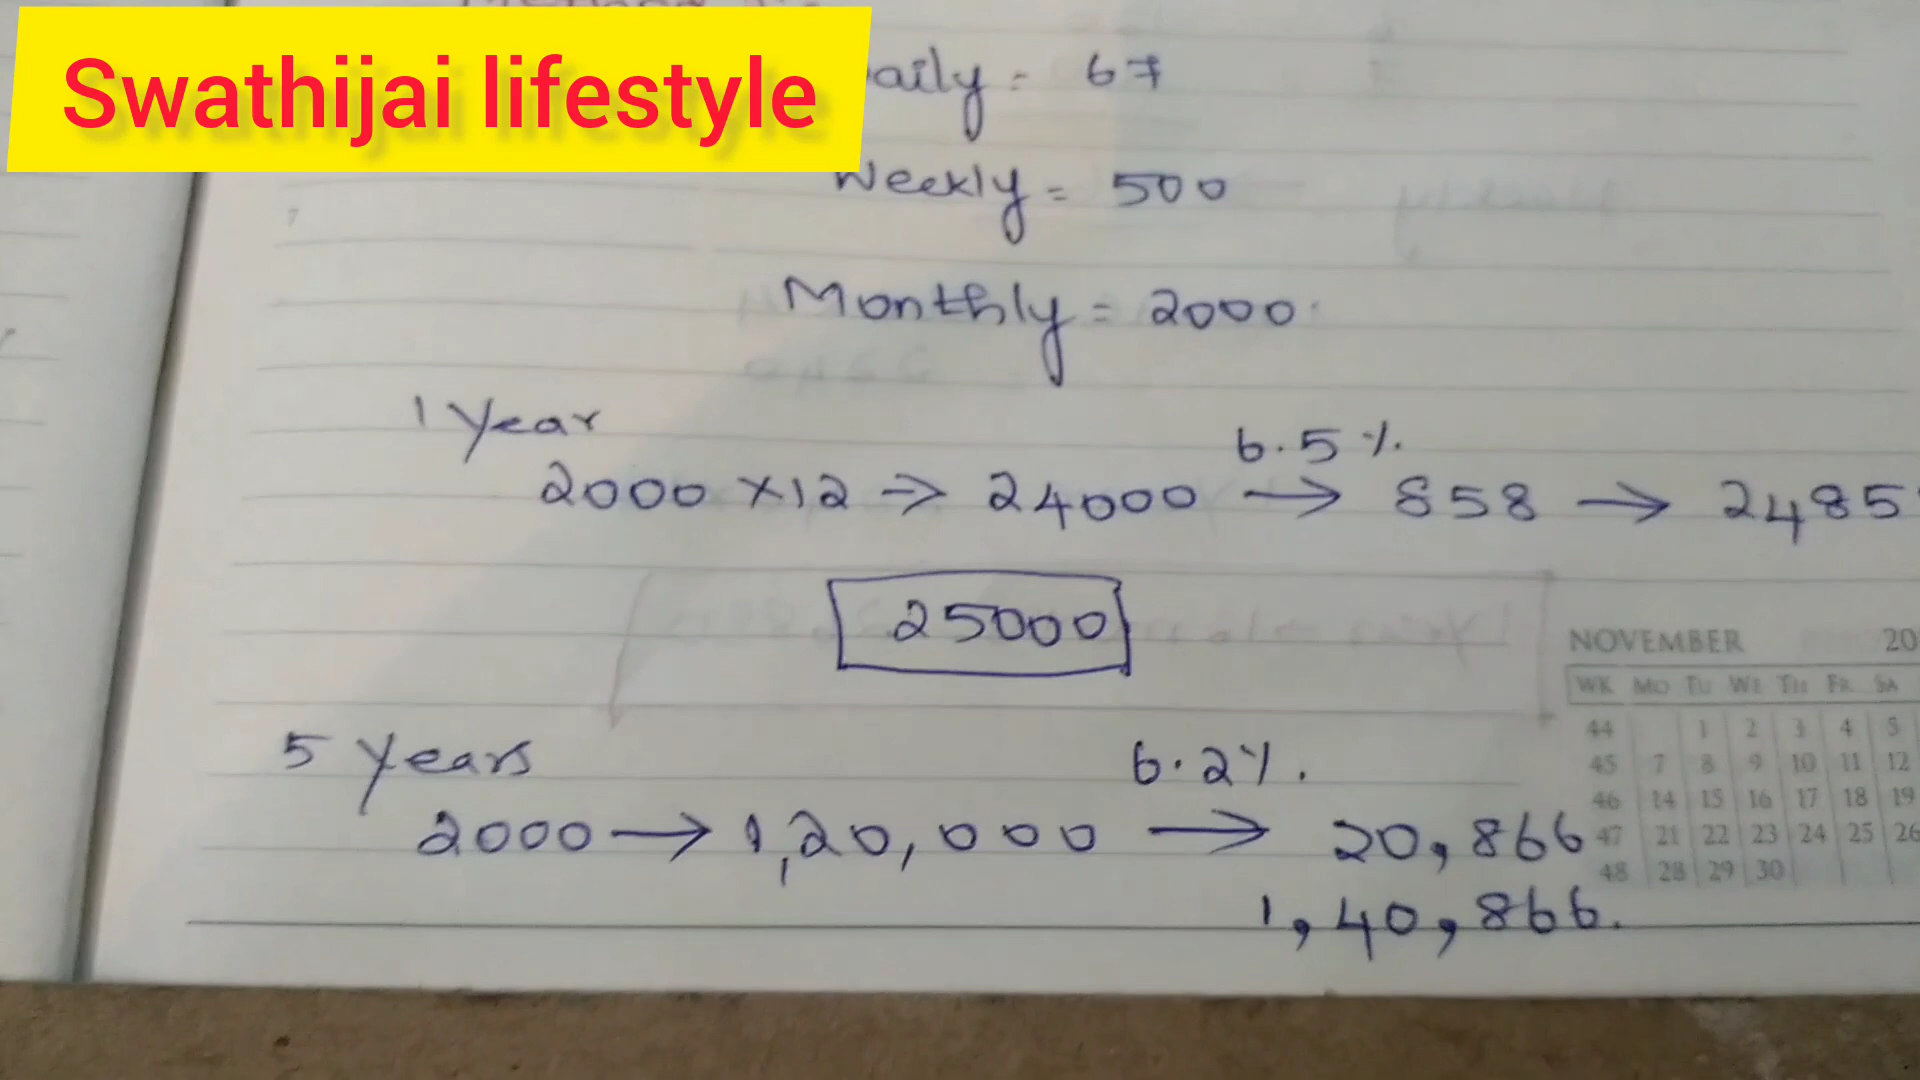 Swathijai lifestyle
aily = 67
Weekly = 500
Monthly = 2000
1 Year
6.5 %
2000 x12 => 24000 → 858 → 2485
25000
5 Years
6.2%.
2000 → 1,20,000 → 20,866
1,40,866.
NOVEMBER 20
WK MO TU WE TH FR SA
44 1 2 3 4 5
45 7 8 9 10 11 12
46 14 15 16 17 18 19
47 21 22 23 24 25 26
48 28 29 30